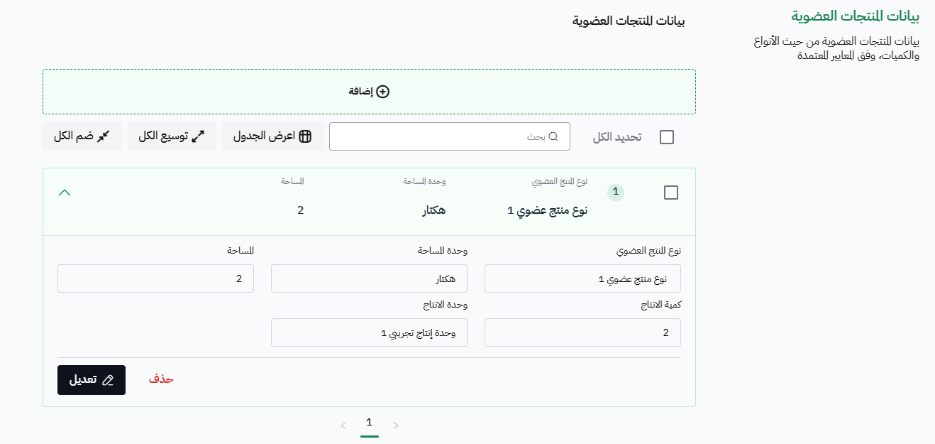 بيانات المنتجات العضوية
بيانات المنتجات العضوية من حيث الأنواع
والكميات، وفق المعايير المعتمدة
بيانات المنتجات العضوية
إضافة
تحديد الكل
بحث
اعرض الجدول
توسيع الكل
ضم الكل
1
نوع المنتج العضوي
وحدة المساحة
المساحة
نوع منتج عضوي 1
هكتار
2
نوع المنتج العضوي
وحدة المساحة
المساحة
نوع منتج عضوي 1
هكتار
2
كمية الانتاج
وحدة الانتاج
2
وحدة إنتاج تجريبي 1
حذف
تعديل
1